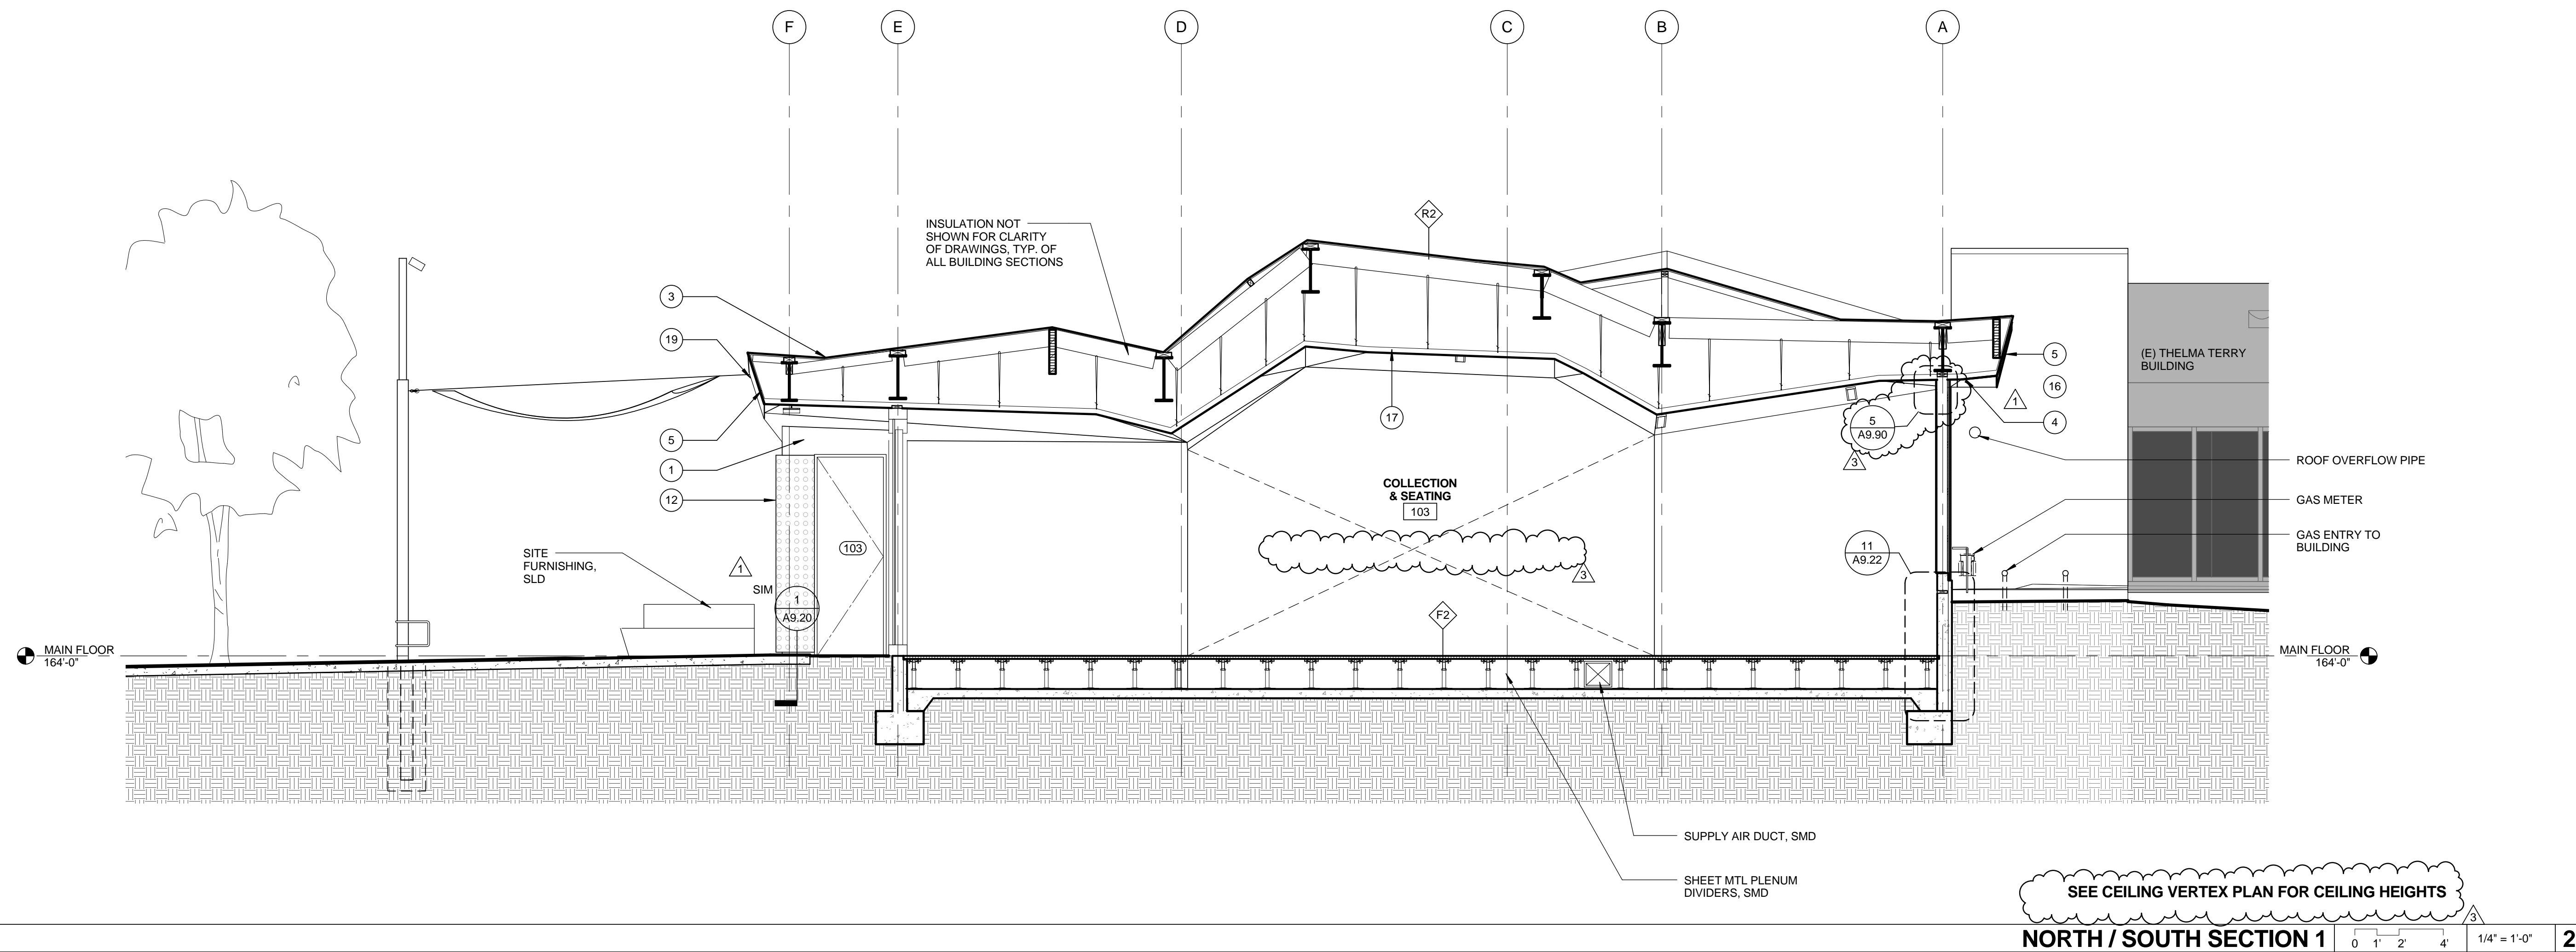 F
E
D
C
B
A
INSULATION NOT
SHOWN FOR CLARITY
OF DRAWINGS, TYP. OF
ALL BUILDING SECTIONS
R2
3
19
5
1
12
17
5
16
1
4
5
A9.90
3
(E) THELMA TERRY
BUILDING
ROOF OVERFLOW PIPE
GAS METER
GAS ENTRY TO
BUILDING
COLLECTION
& SEATING
103
3
103
11
A9.22
SITE
FURNISHING,
SLD
1
SIM
1
A9.20
F2
MAIN FLOOR
164'-0"
MAIN FLOOR
164'-0"
SUPPLY AIR DUCT, SMD
SHEET MTL PLENUM
DIVIDERS, SMD
SEE CEILING VERTEX PLAN FOR CEILING HEIGHTS
3
NORTH / SOUTH SECTION 1
0 1' 2' 4'
1/4" = 1'-0"
2